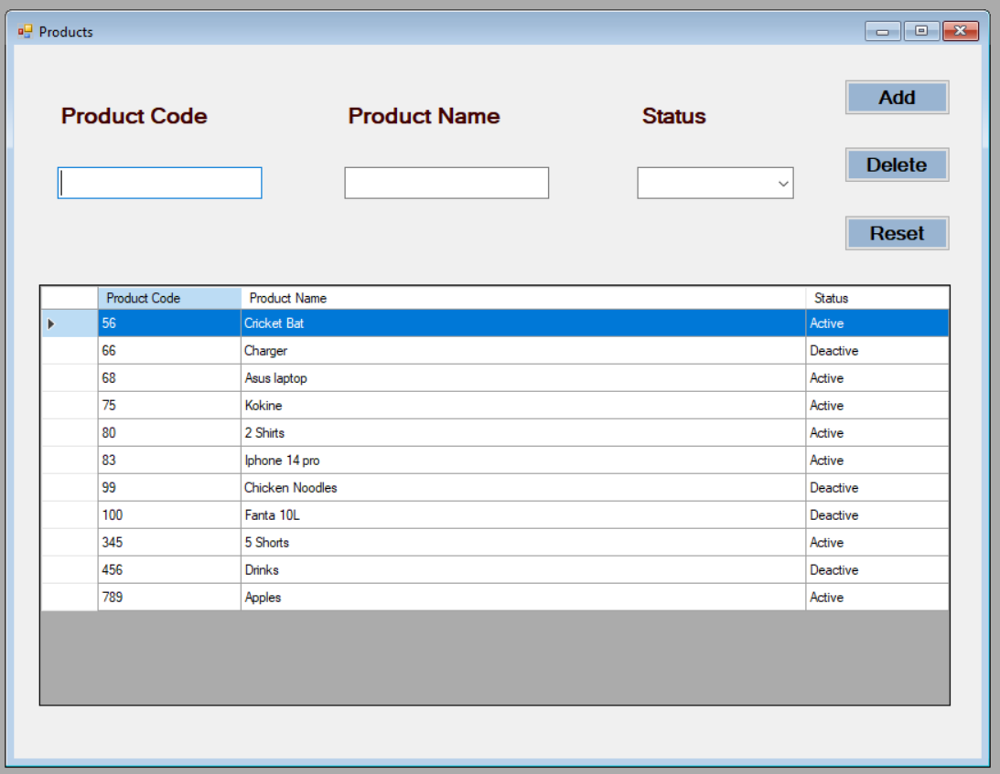 Products
Product Code Product Name Status
Add
Delete
Reset
Product Code Product Name Status
56 Cricket Bat Active
66 Charger Deactive
68 Asus laptop Active
75 Kokine Active
80 2 Shirts Active
83 Iphone 14 pro Active
99 Chicken Noodles Deactive
100 Fanta 10L Deactive
345 5 Shorts Active
456 Drinks Deactive
789 Apples Active